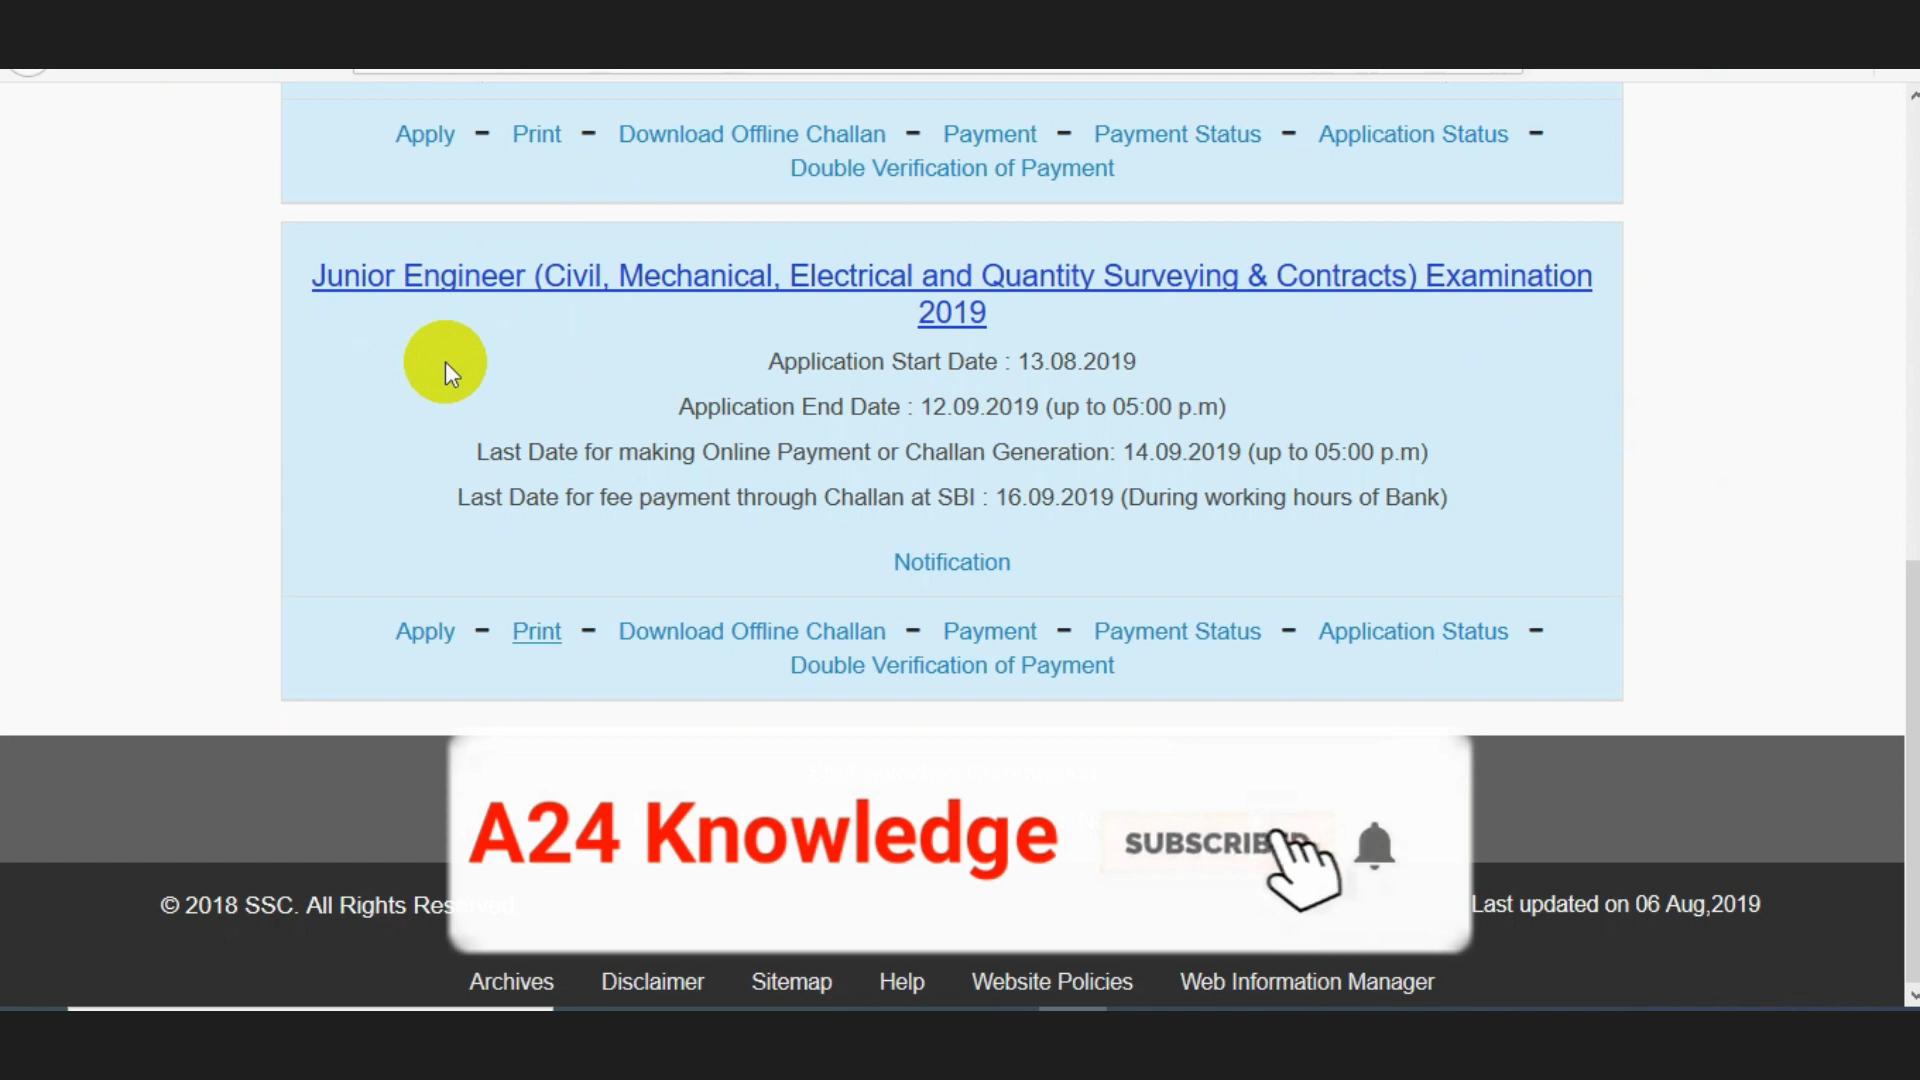 Apply - Print - Download Offline Challan - Payment - Payment Status - Application Status -
Double Verification of Payment
Junior Engineer (Civil, Mechanical, Electrical and Quantity Surveying & Contracts) Examination
2019
Application Start Date : 13.08.2019
Application End Date : 12.09.2019 (up to 05:00 p.m)
Last Date for making Online Payment or Challan Generation: 14.09.2019 (up to 05:00 p.m)
Last Date for fee payment through Challan at SBI : 16.09.2019 (During working hours of Bank)
Notification
Apply - Print - Download Offline Challan - Payment - Payment Status - Application Status -
Double Verification of Payment
A24 Knowledge
© 2018 SSC. All Rights Reserved
Last updated on 06 Aug,2019
Archives Disclaimer Sitemap Help Website Policies Web Information Manager